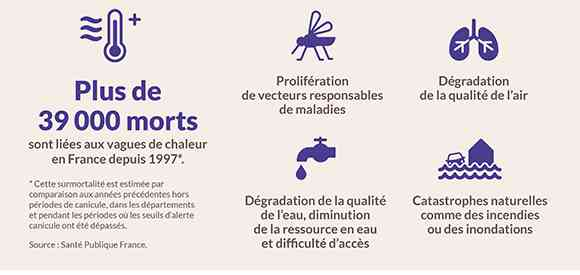 Plus de
39 000 morts
sont liées aux vagues de chaleur
en France depuis 1997*.
* Cette surmortalité est estimée par
comparaison aux années précédentes hors
périodes de canicule, dans les départements
et pendant les périodes où les seuils d'alerte
canicule ont été dépassés.
Source : Santé Publique France.
Prolifération
de vecteurs responsables
de maladies
Dégradation
de la qualité de l'air
Dégradation de la qualité
de l'eau, diminution
de la ressource en eau
et difficulté d'accès
Catastrophes naturelles
comme des incendies
ou des inondations